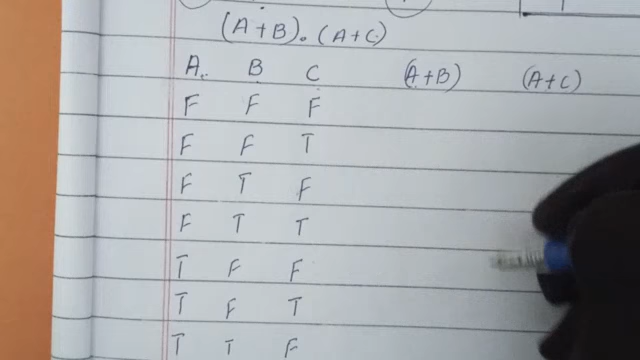 (A+B).(A+C)
A B C (A+B) (A+C)
F F F
F F T
F T F
F T T
T F F
T F T
T T F